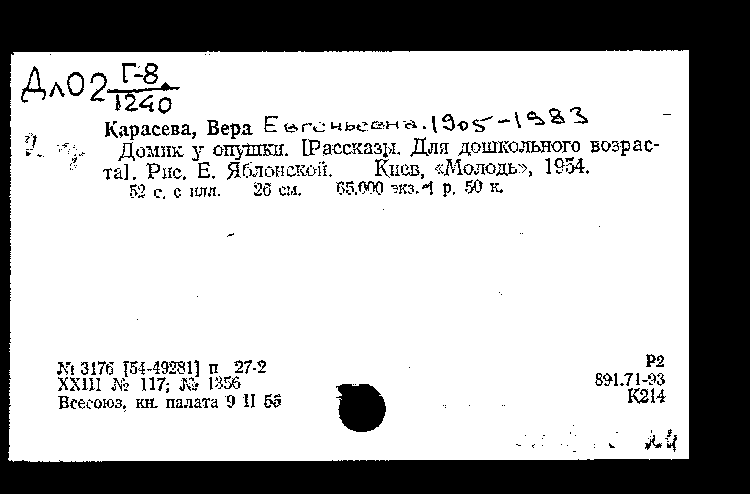 Дл02 Г-8
1240
Карасева, Вера Евгеньевна. 1905-1983
Домик у опушки. [Рассказы. Для дошкольного возрас-
та]. Рис. Е. Яблонской. Киев, «Молодь», 1954.
52 с. с илл. 26 см. 65.000 экз. 1 р. 50 к.
№ 3176 [54-49281] п 27-2
XXIII № 117; № 1356
Всесоюз. кн. палата 9 II 55
Р2
891.71-93
К214